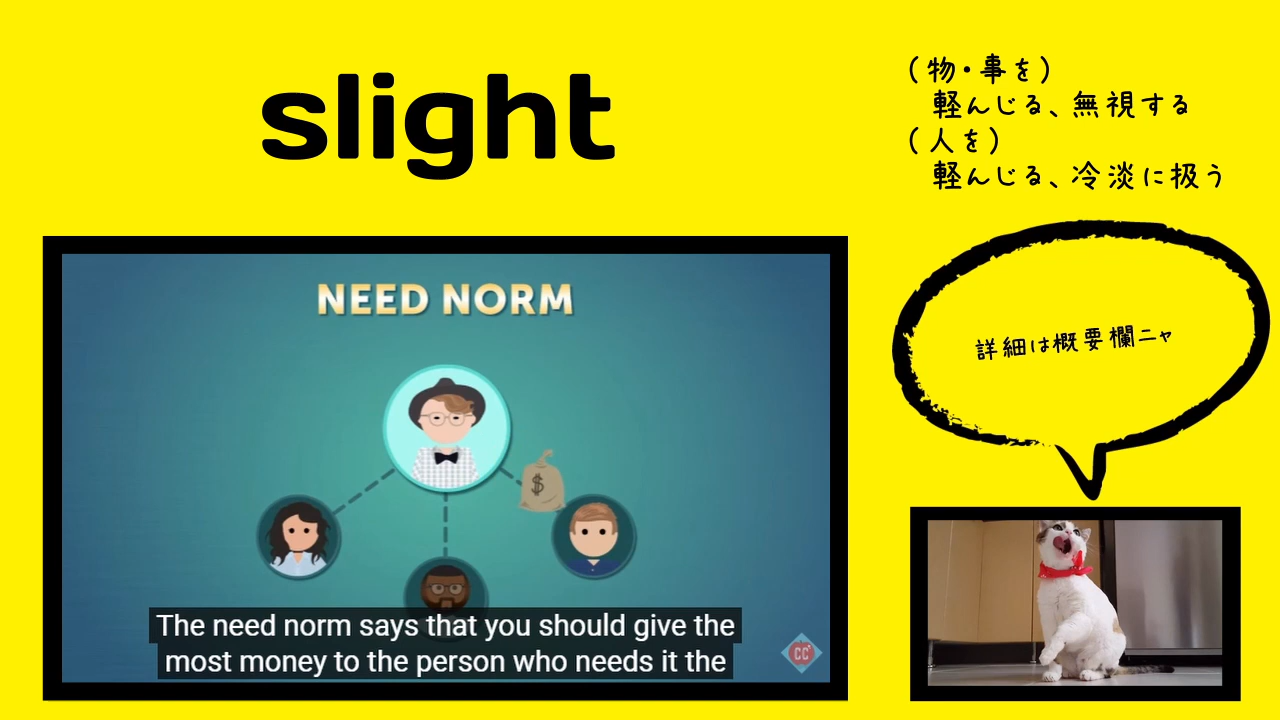 slight
(物・事を)
軽んじる、無視する
(人を)
軽んじる、冷淡に扱う
NEED NORM
$
The need norm says that you should give the
most money to the person who needs it the
CC
詳細は概要欄ニャ